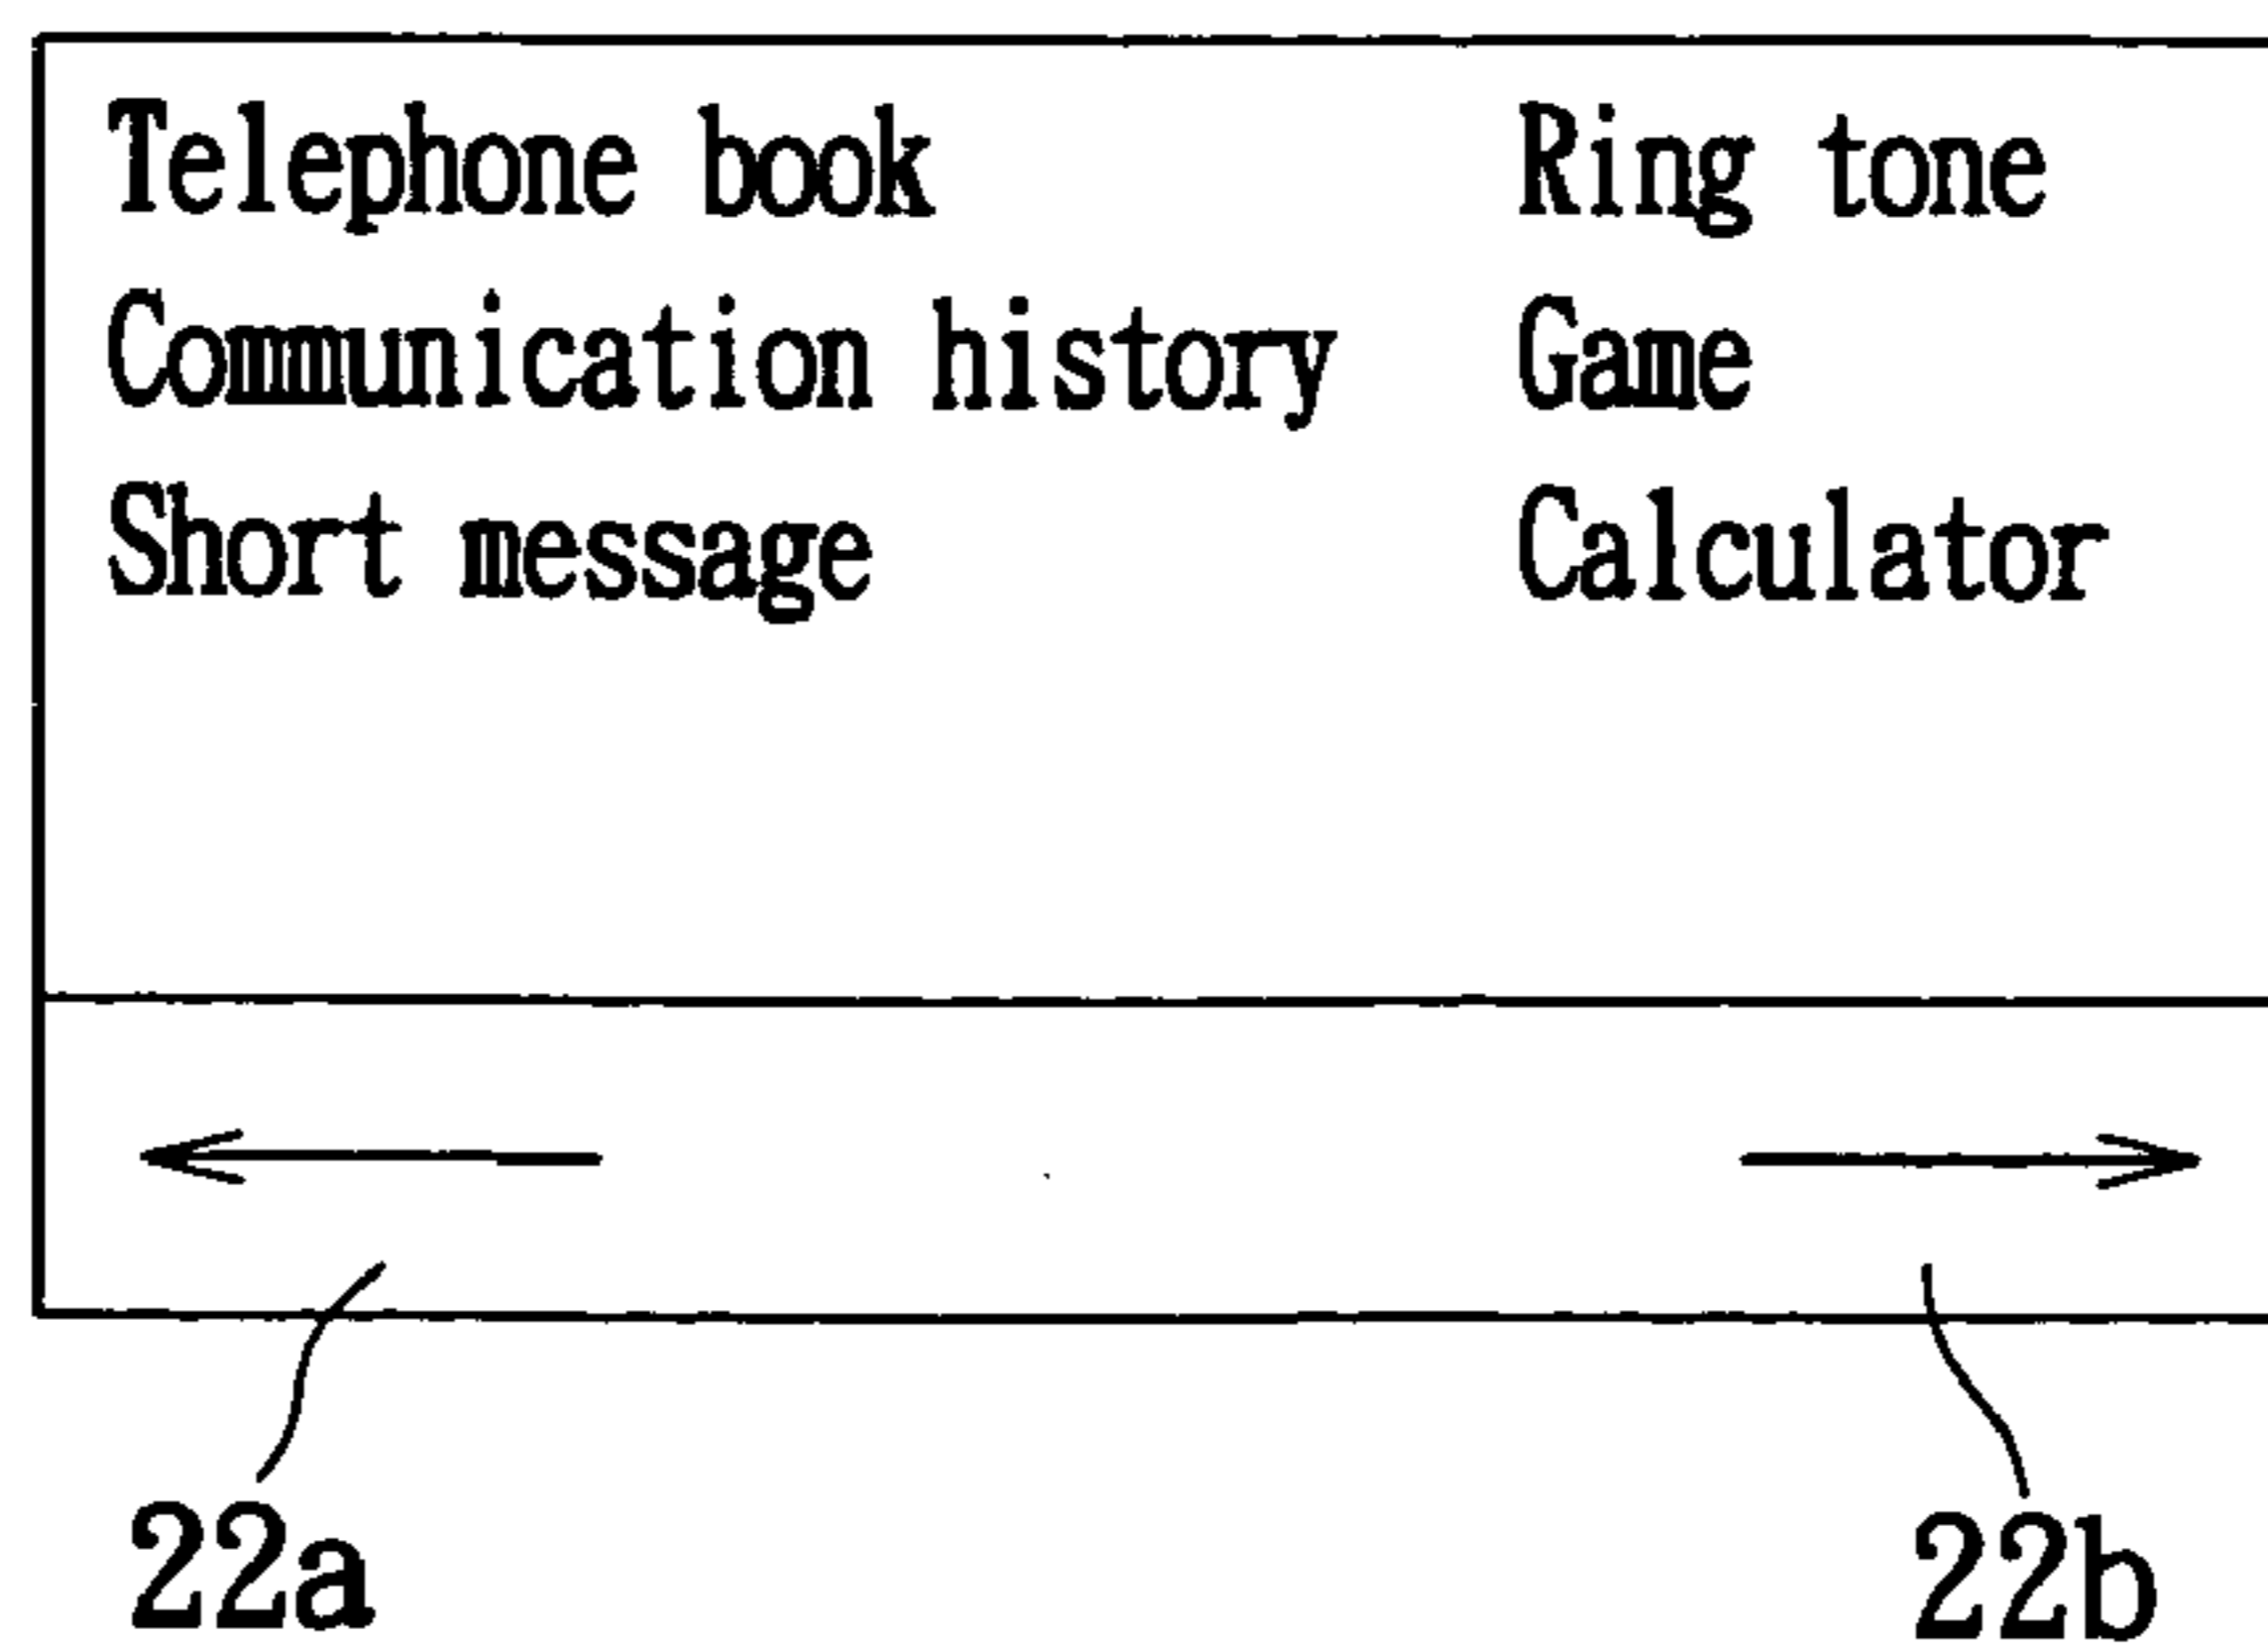 Telephone book Ring tone
Communication history Game
Short message Calculator
22a 22b